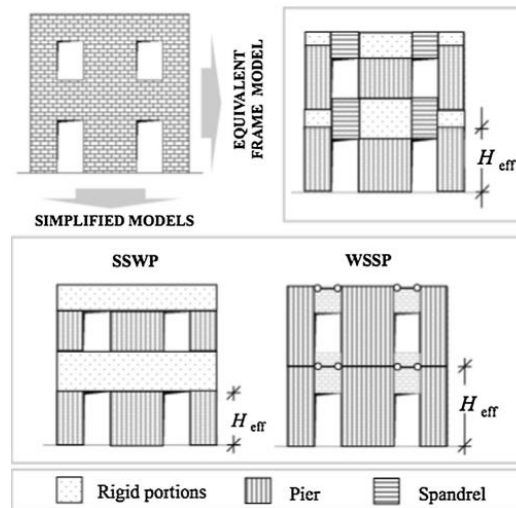 EQUIVALENT
FRAME MODEL
H eff
SIMPLIFIED MODELS
SSWP
WSSP
H eff
H eff
Rigid portions
Pier
Spandrel